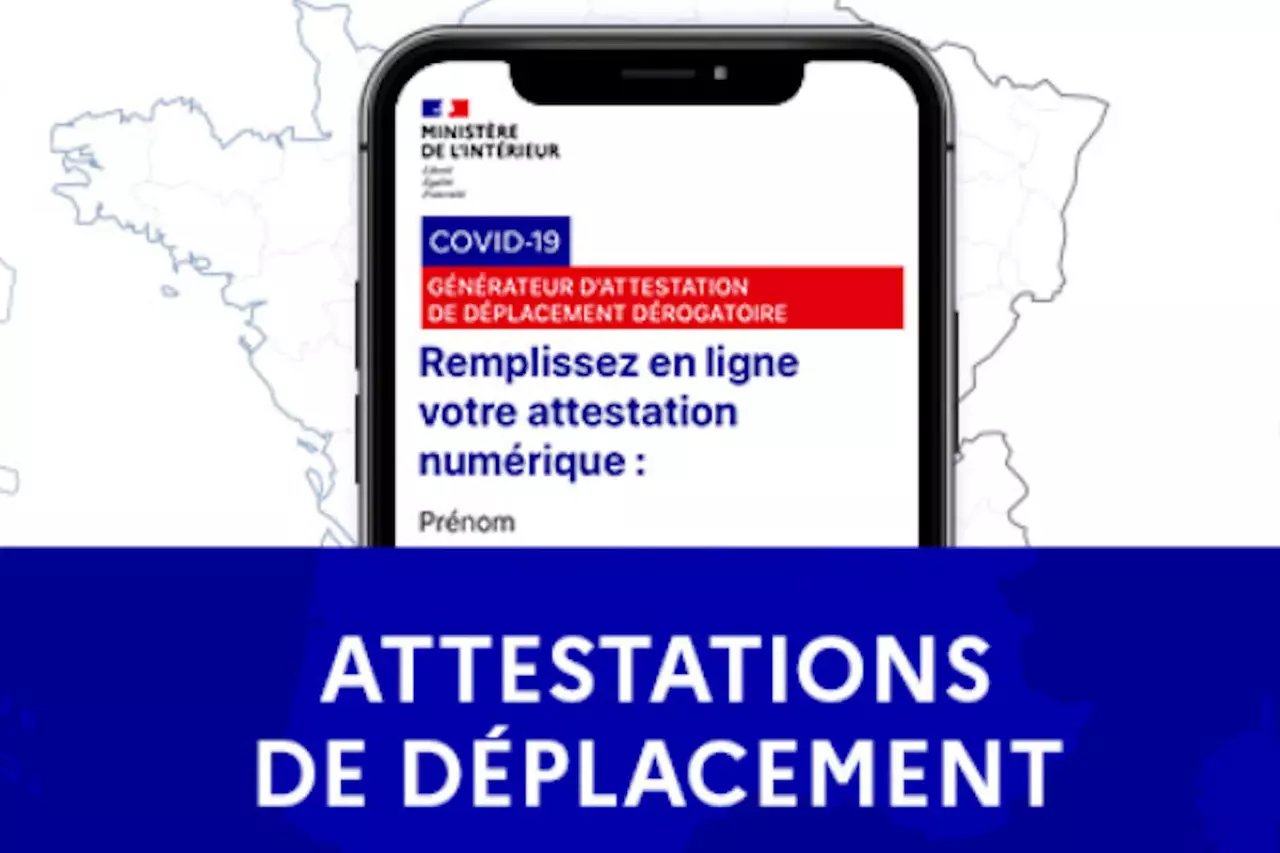 MINISTÈRE
DE L'INTÉRIEUR
Liberté
Égalité
Fraternité
COVID-19
GÉNÉRATEUR D'ATTESTATION
DE DÉPLACEMENT DÉROGATOIRE
Remplissez en ligne
votre attestation
numérique :
Prénom
ATTESTATIONS
DE DÉPLACEMENT